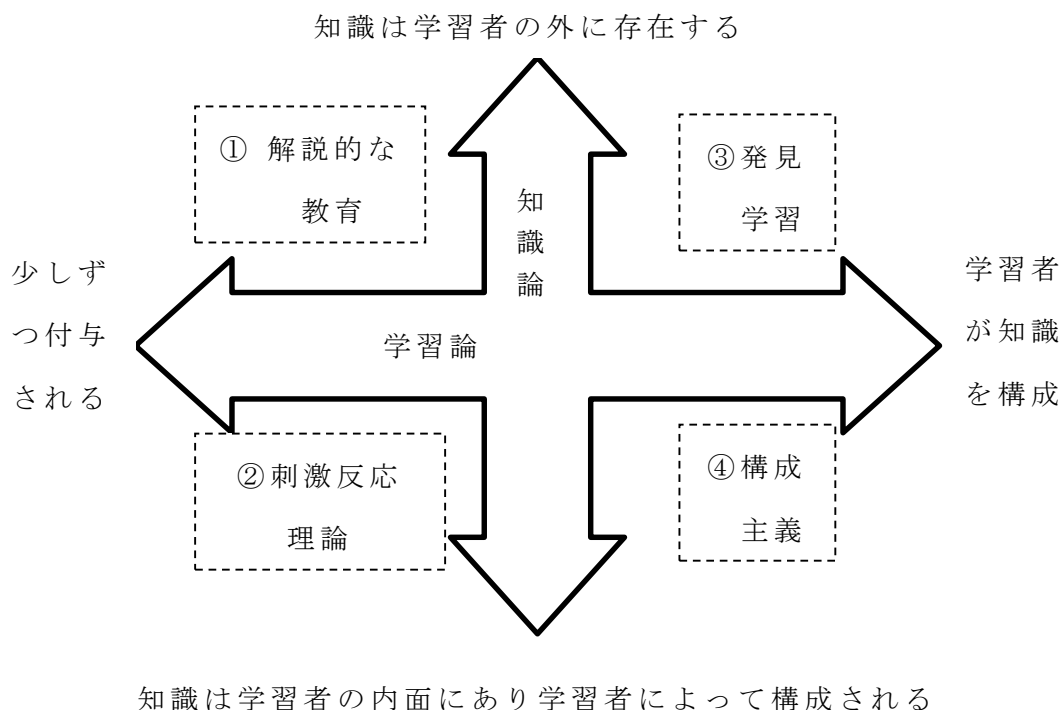 知識は学習者の外に存在する
① 解説的な
教育
③発見
学習
知
識
論
少しず
つ付与
される
学習論
学習者
が知識
を構成
②刺激反応
理論
④構成
主義
知識は学習者の内面にあり学習者によって構成される